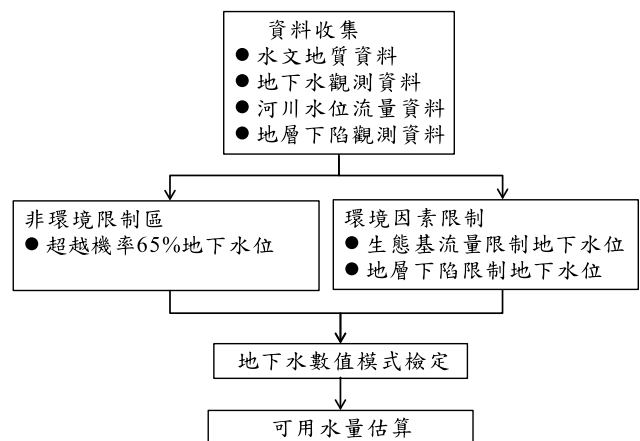 資料收集
● 水文地質資料
● 地下水觀測資料
● 河川水位流量資料
● 地層下陷觀測資料
非環境限制區
● 超越機率65%地下水位
環境因素限制
● 生態基流量限制地下水位
● 地層下陷限制地下水位
地下水數值模式檢定
可用水量估算